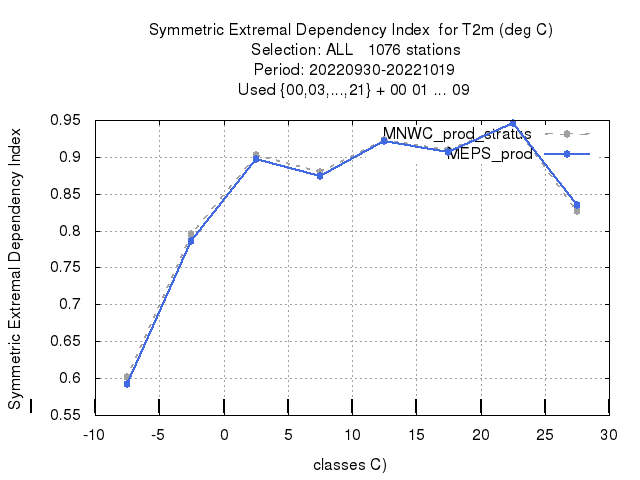 Symmetric Extremal Dependency Index for T2m (deg C)
Selection: ALL 1076 stations
Period: 20220930-20221019
Used {00,03,...,21} + 00 01 ... 09
Symmetric Extremal Dependency Index
0.95
0.9
0.85
0.8
0.75
0.7
0.65
0.6
0.55
MNWC_prod_stratus
MEPS_prod
-10
-5
0
5
10
15
20
25
30
classes C)